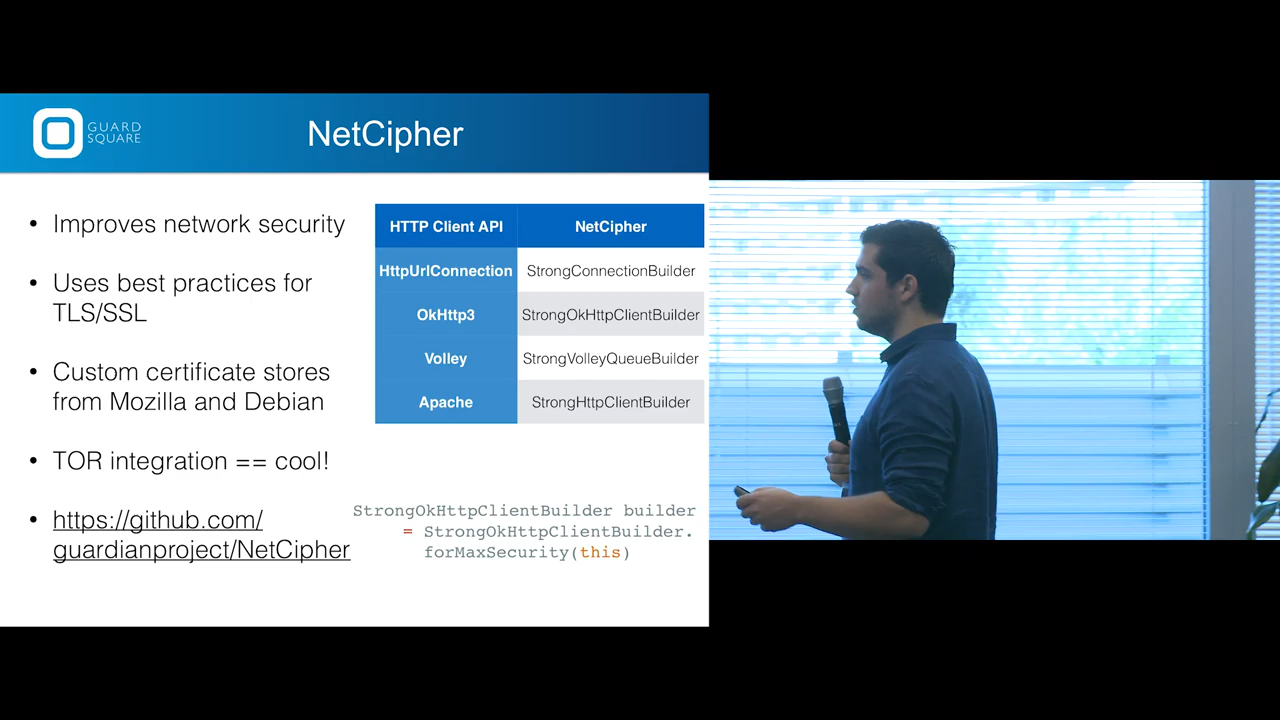 GUARD
SQUARE
NetCipher
• Improves network security
• Uses best practices for
TLS/SSL
• Custom certificate stores
from Mozilla and Debian
• TOR integration == cool!
• https://github.com/
guardianproject/NetCipher
HTTP Client API NetCipher
HttpUrlConnection StrongConnectionBuilder
OkHttp3 StrongOkHttpClientBuilder
Volley StrongVolleyQueueBuilder
Apache StrongHttpClientBuilder
StrongOkHttpClientBuilder builder
= StrongOkHttpClientBuilder.
forMaxSecurity(this)